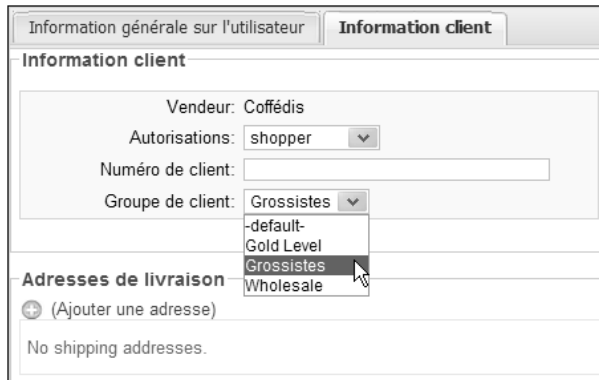 Information générale sur l'utilisateur
Information client
Information client
Vendeur: Coffédis
Autorisations: shopper
Numéro de client:
Groupe de client: Grossistes
-default-
Gold Level
Grossistes
Wholesale
Adresses de livraison
(Ajouter une adresse)
No shipping addresses.